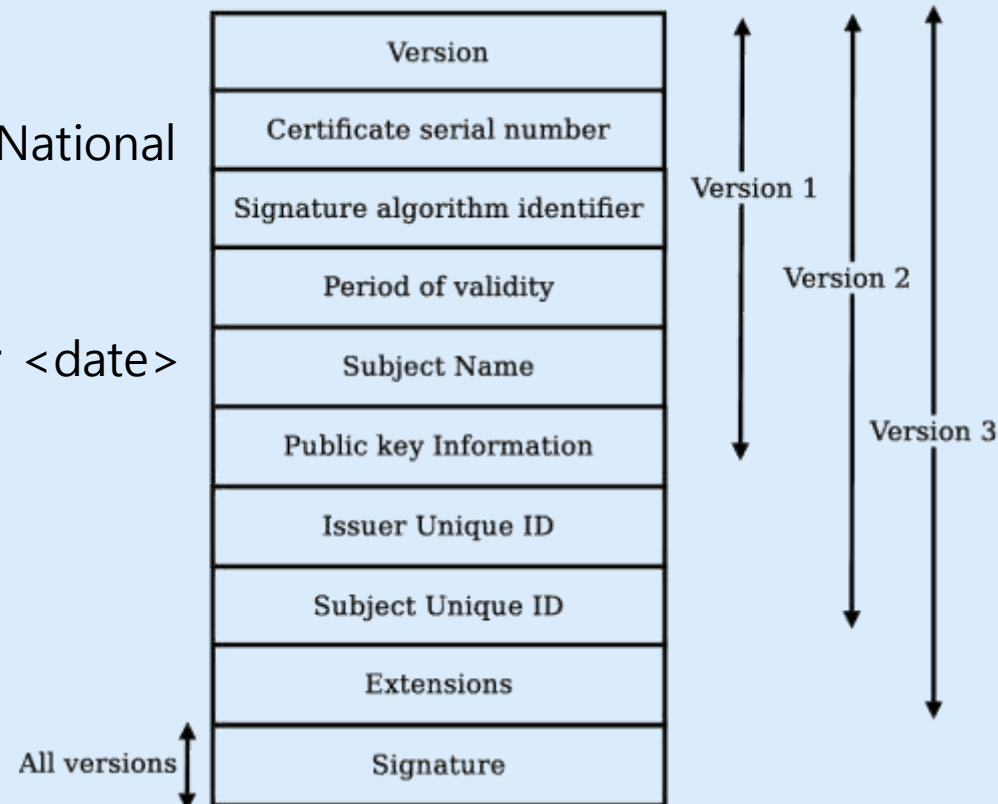 National
<date>
Version
Certificate serial number
Signature algorithm identifier
Period of validity
Subject Name
Public key Information
Issuer Unique ID
Subject Unique ID
Extensions
Signature
All versions
Version 1
Version 2
Version 3